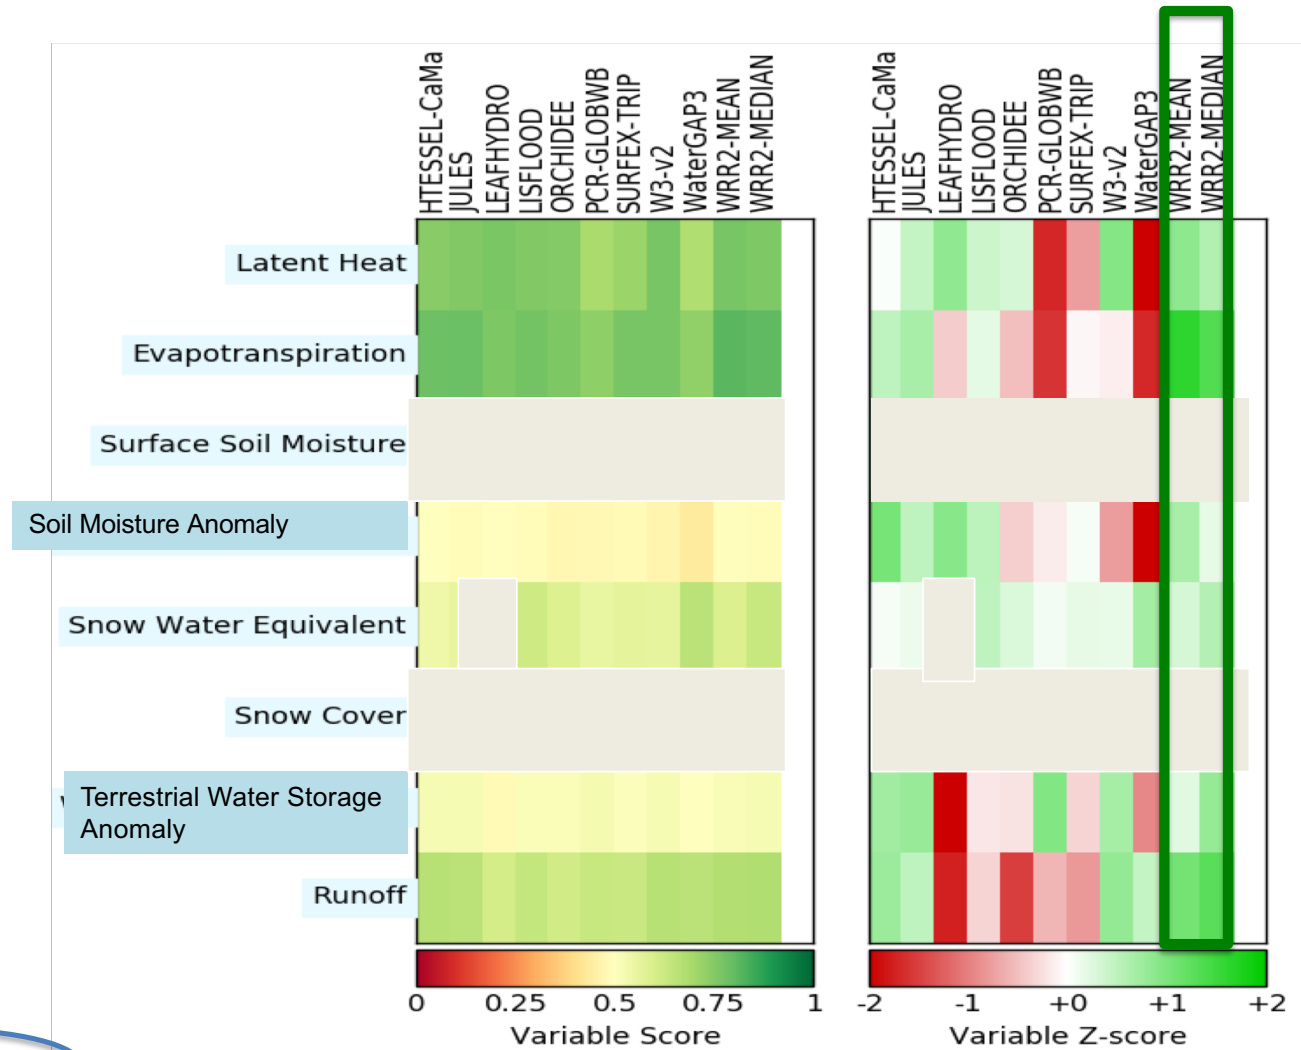 HTESSEL-CaMa
JULES
LEAFHYDRO
LISFLOOD
ORCHIDEE
PCR-GLOBWB
SURFEX-TRIP
W3-v2
WaterGAP3
WRR2-MEAN
WRR2-MEDIAN
HTESSEL-CaMa
JULES
LEAFHYDRO
LISFLOOD
ORCHIDEE
PCR-GLOBWB
SURFEX-TRIP
W3-v2
WaterGAP3
WRR2-MEAN
WRR2-MEDIAN
Latent Heat
Evapotranspiration
Surface Soil Moisture
Soil Moisture Anomaly
Snow Water Equivalent
Snow Cover
Terrestrial Water Storage
Anomaly
Runoff
0 0.25 0.5 0.75 1
Variable Score
-2 -1 +0 +1 +2
Variable Z-score